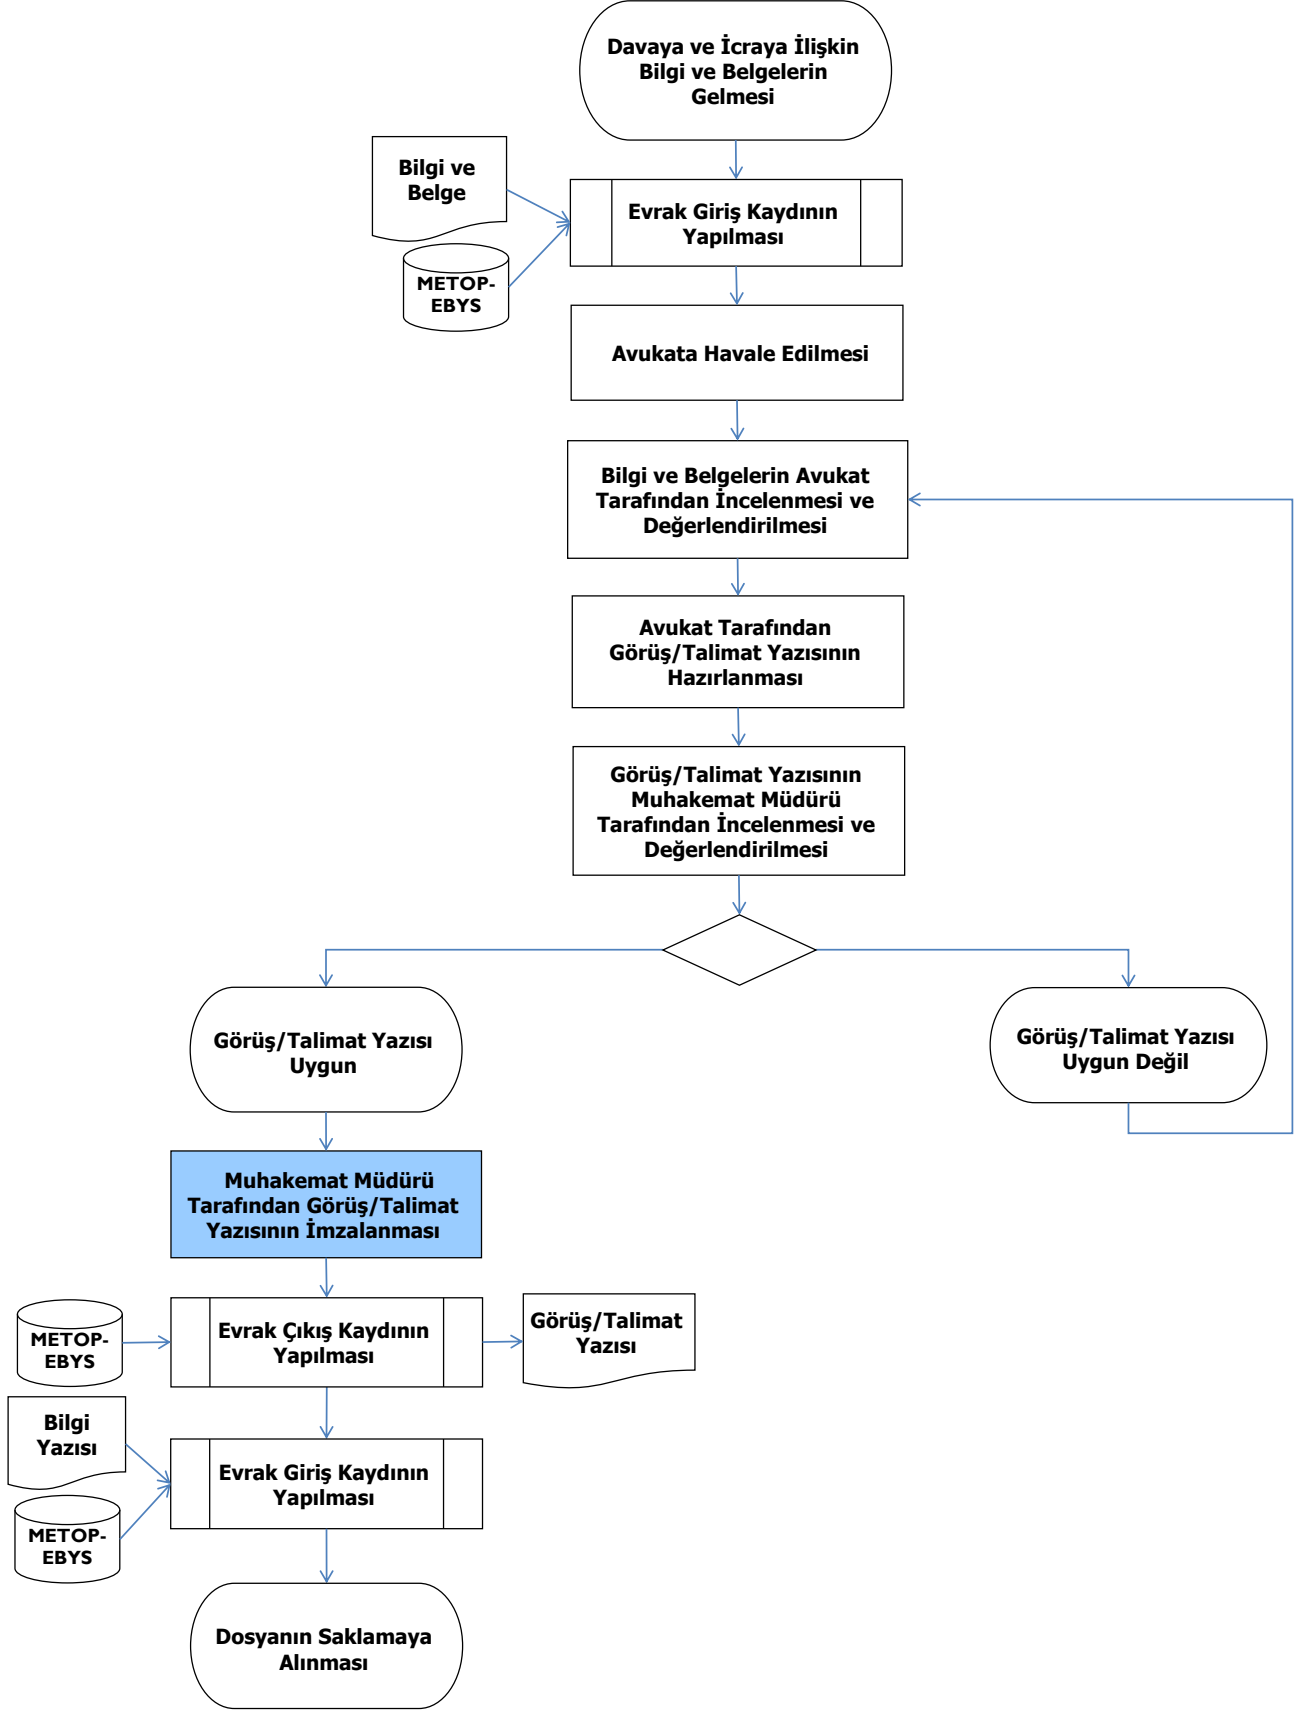 Davaya ve İcraya İlişkin
Bilgi ve Belgelerin
Gelmesi
Bilgi ve
Belge
Evrak Giriş Kaydının
Yapılması
METOP-
EBYS
Avukata Havale Edilmesi
Bilgi ve Belgelerin Avukat
Tarafından İncelenmesi ve
Değerlendirilmesi
Avukat Tarafından
Görüş/Talimat Yazısının
Hazırlanması
Görüş/Talimat Yazısının
Muhakemat Müdürü
Tarafından İncelenmesi ve
Değerlendirilmesi
Görüş/Talimat Yazısı
Uygun
Görüş/Talimat Yazısı
Uygun Değil
Muhakemat Müdürü
Tarafından Görüş/Talimat
Yazısının İmzalanması
METOP-
EBYS
Evrak Çıkış Kaydının
Yapılması
Görüş/Talimat
Yazısı
Bilgi
Yazısı
Evrak Giriş Kaydının
Yapılması
METOP-
EBYS
Dosyanın Saklamaya
Alınması